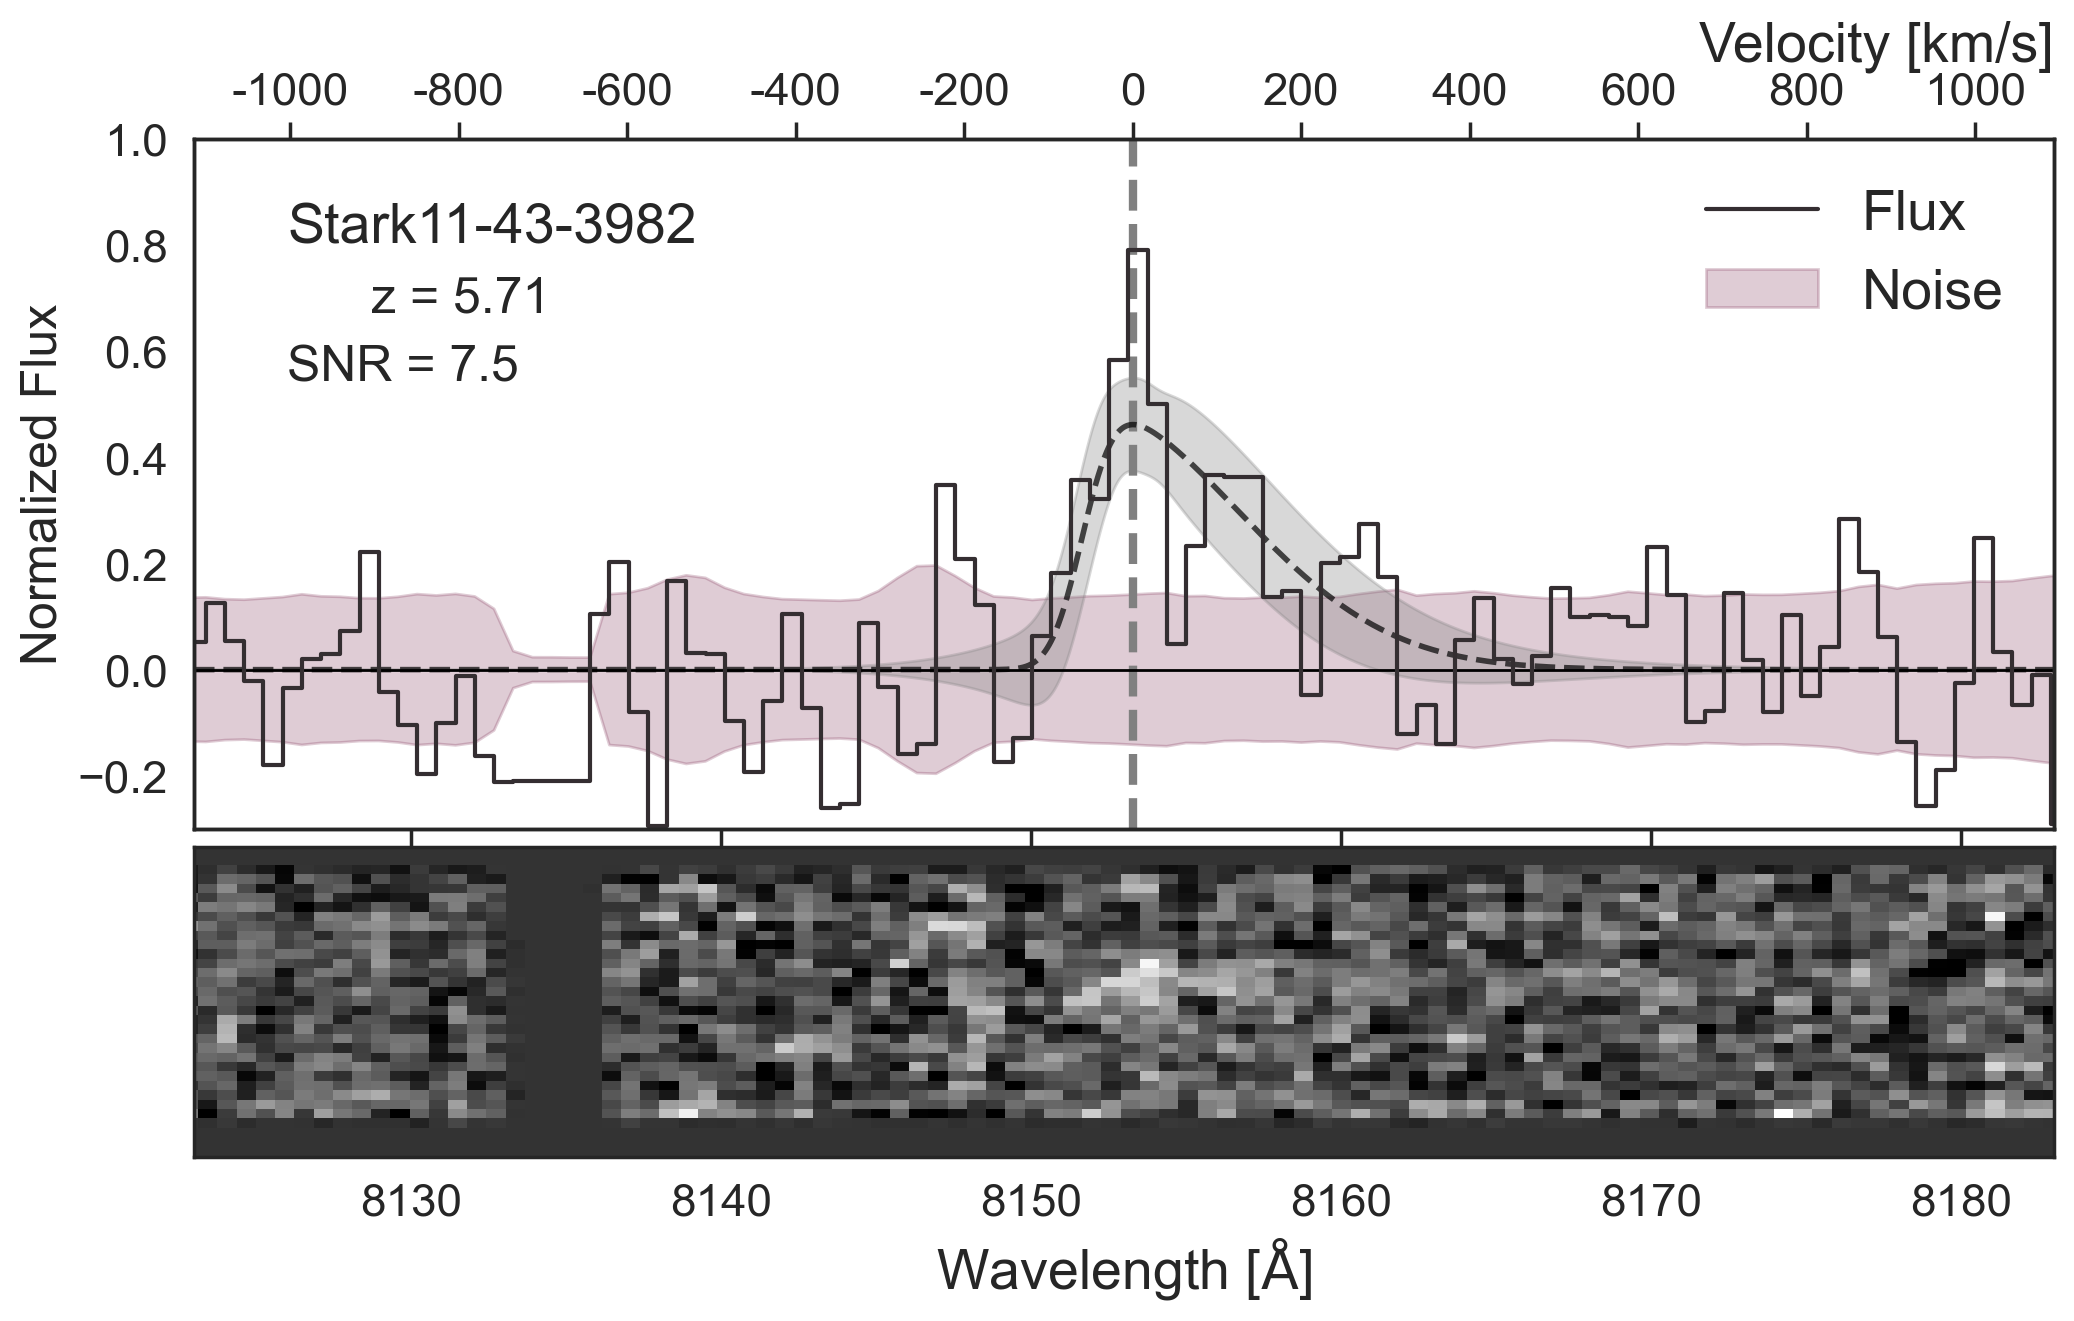 Velocity [km/s]
-1000 -800 -600 -400 -200 0 200 400 600 800 1000
1.0
0.8
0.6
0.4
0.2
0.0
−0.2
Normalized Flux
Stark11-43-3982
z = 5.71
SNR = 7.5
Flux
Noise
8130 8140 8150 8160 8170 8180
Wavelength [Å]